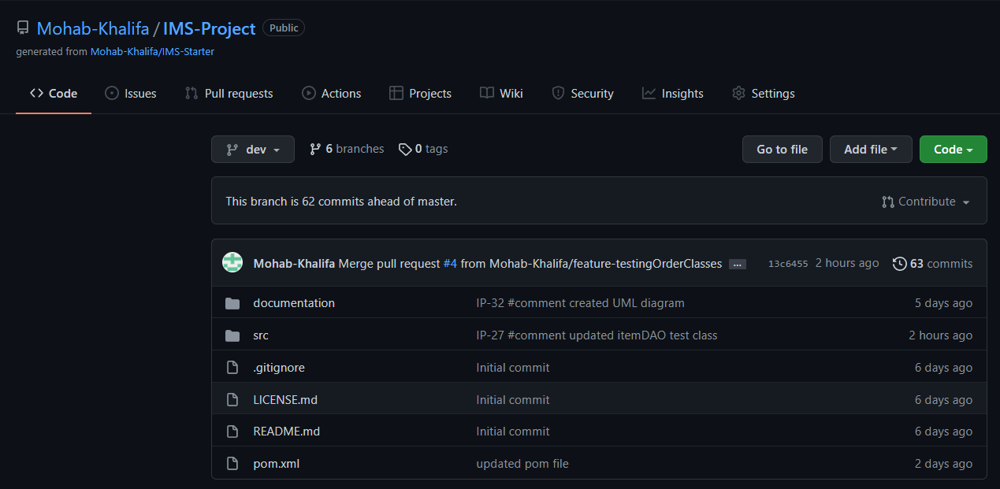 Mohab-Khalifa / IMS-Project Public
generated from Mohab-Khalifa/IMS-Starter
Code Issues Pull requests Actions Projects Wiki Security Insights Settings
dev 6 branches 0 tags Go to file Add file Code
This branch is 62 commits ahead of master. Contribute
Mohab-Khalifa Merge pull request #4 from Mohab-Khalifa/feature-testingOrderClasses ... 13c6455 2 hours ago 63 commits
documentation IP-32 #comment created UML diagram 5 days ago
src IP-27 #comment updated itemDAO test class 2 hours ago
.gitignore Initial commit 6 days ago
LICENSE.md Initial commit 6 days ago
README.md Initial commit 6 days ago
pom.xml updated pom file 2 days ago